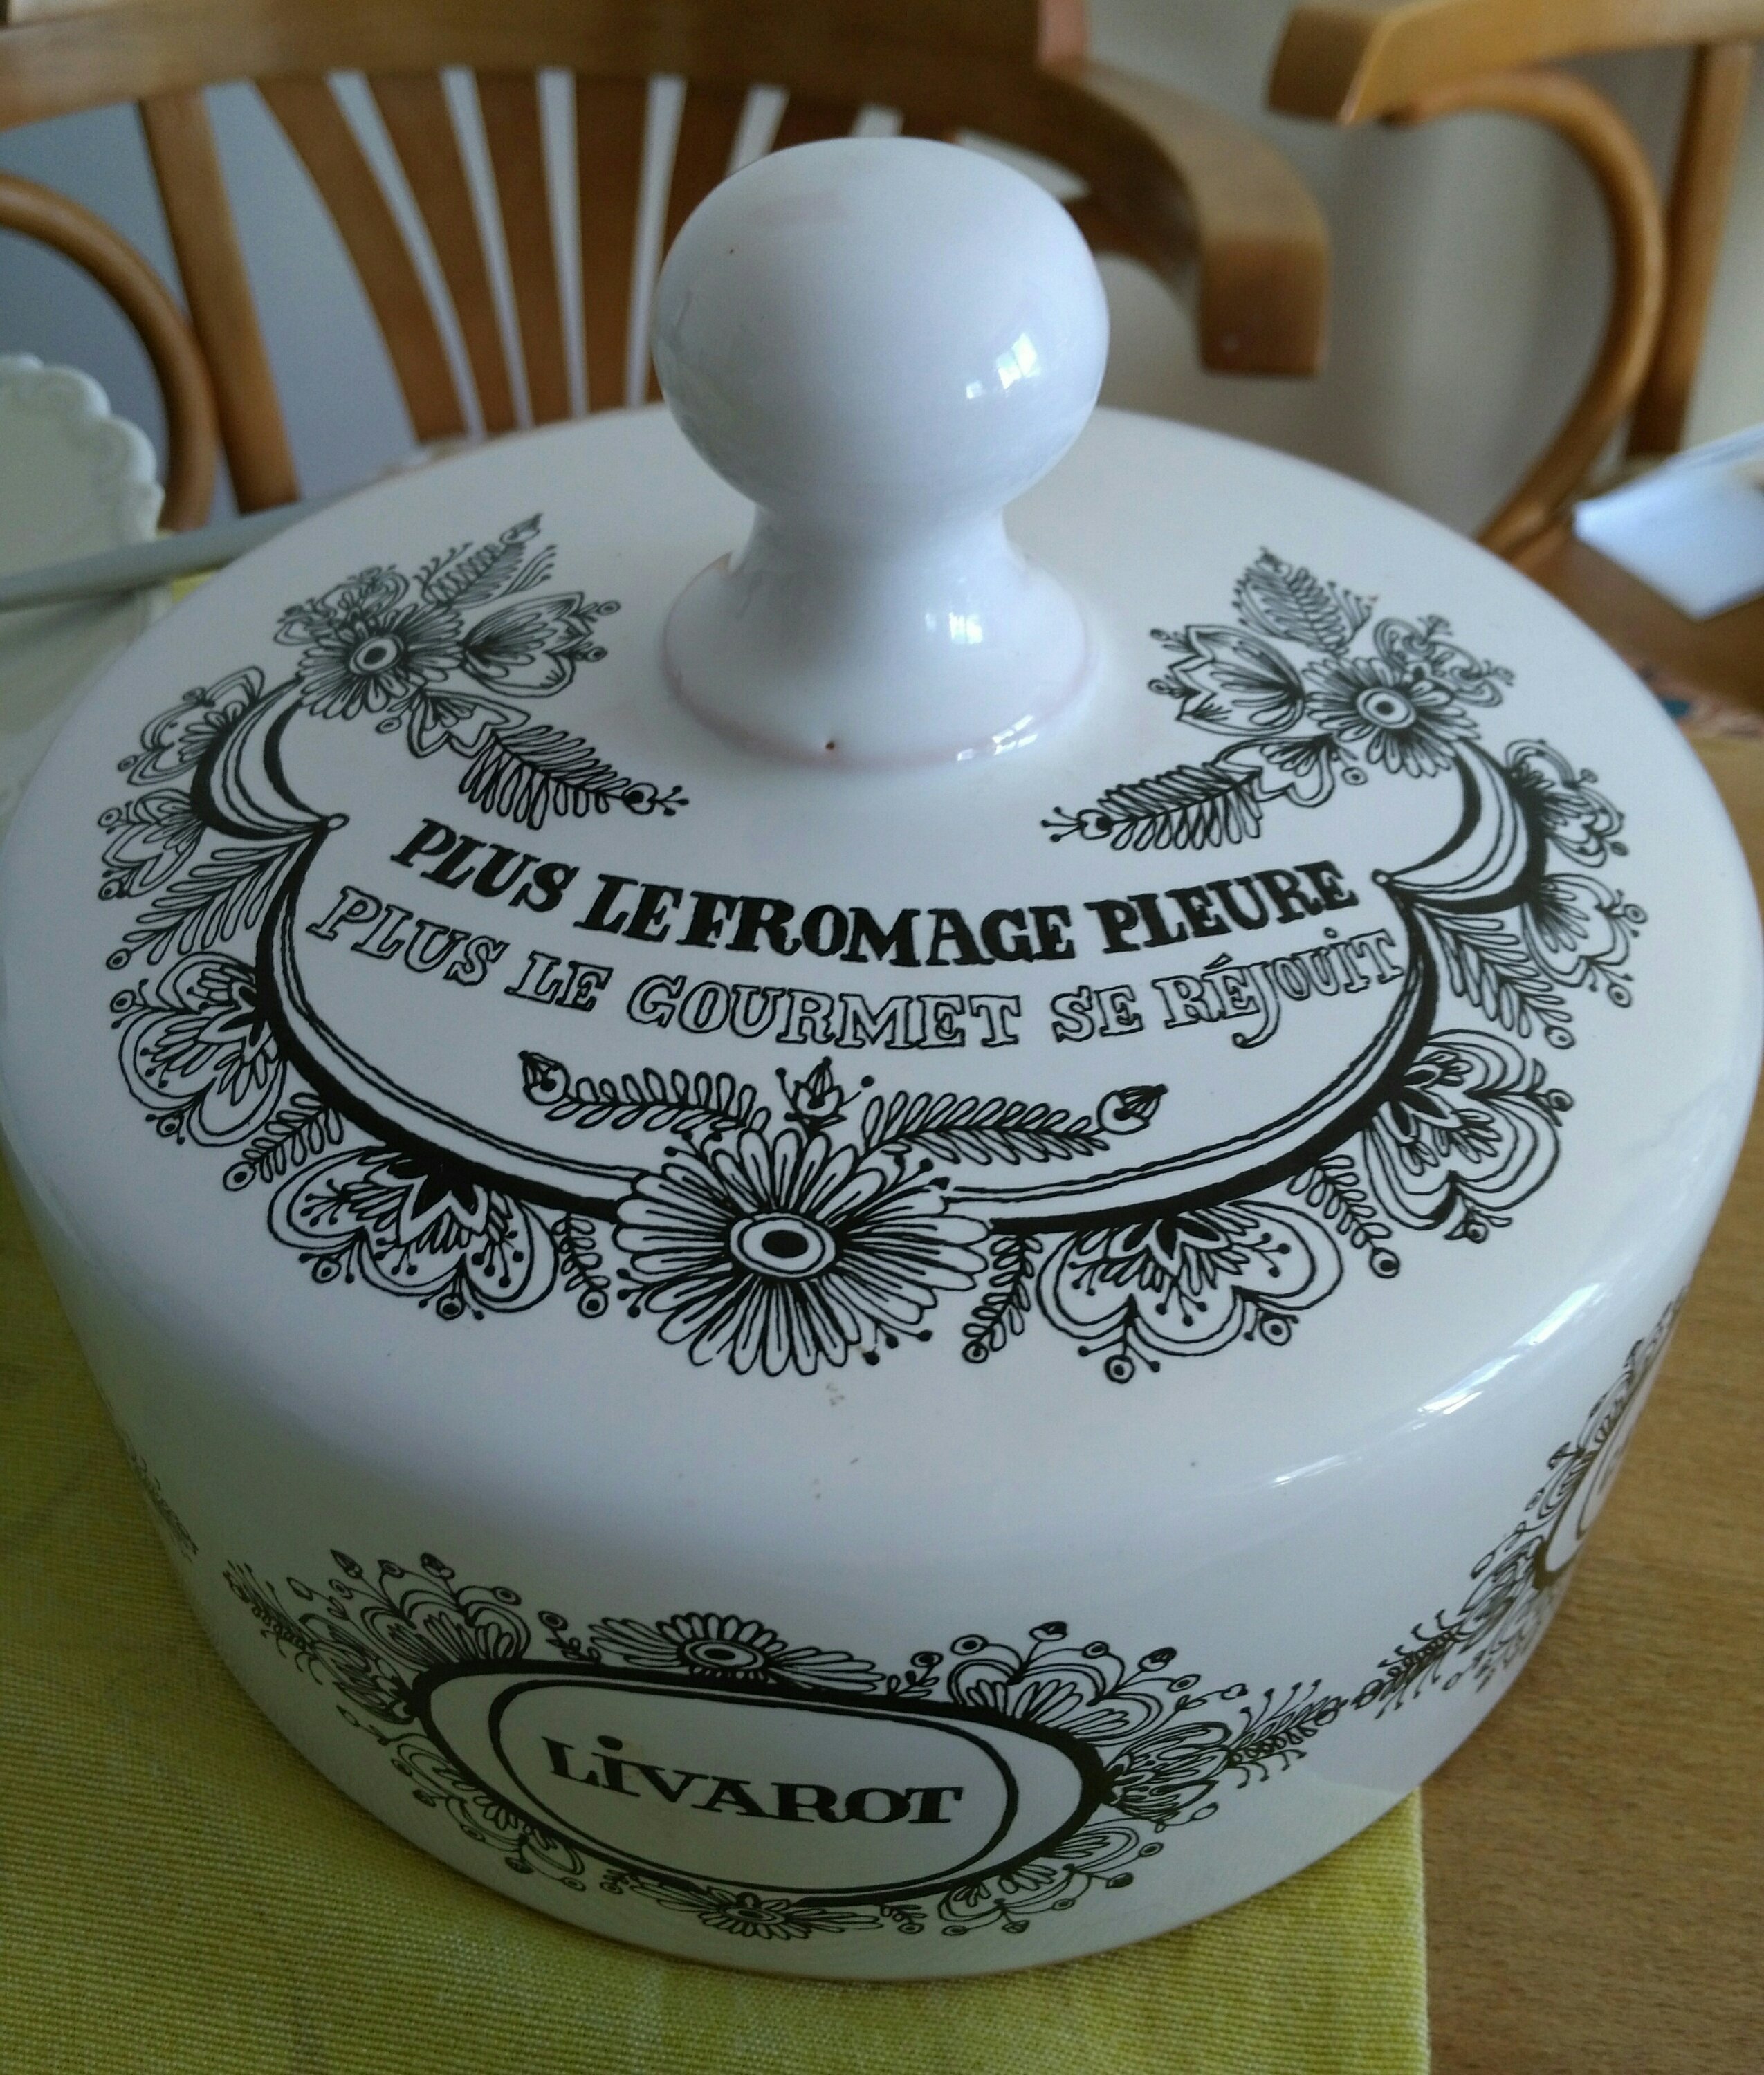 PLUS LE FROMAGE PLEURE
PLUS LE GOURMET SE RÉJOUIT
LIVAROT